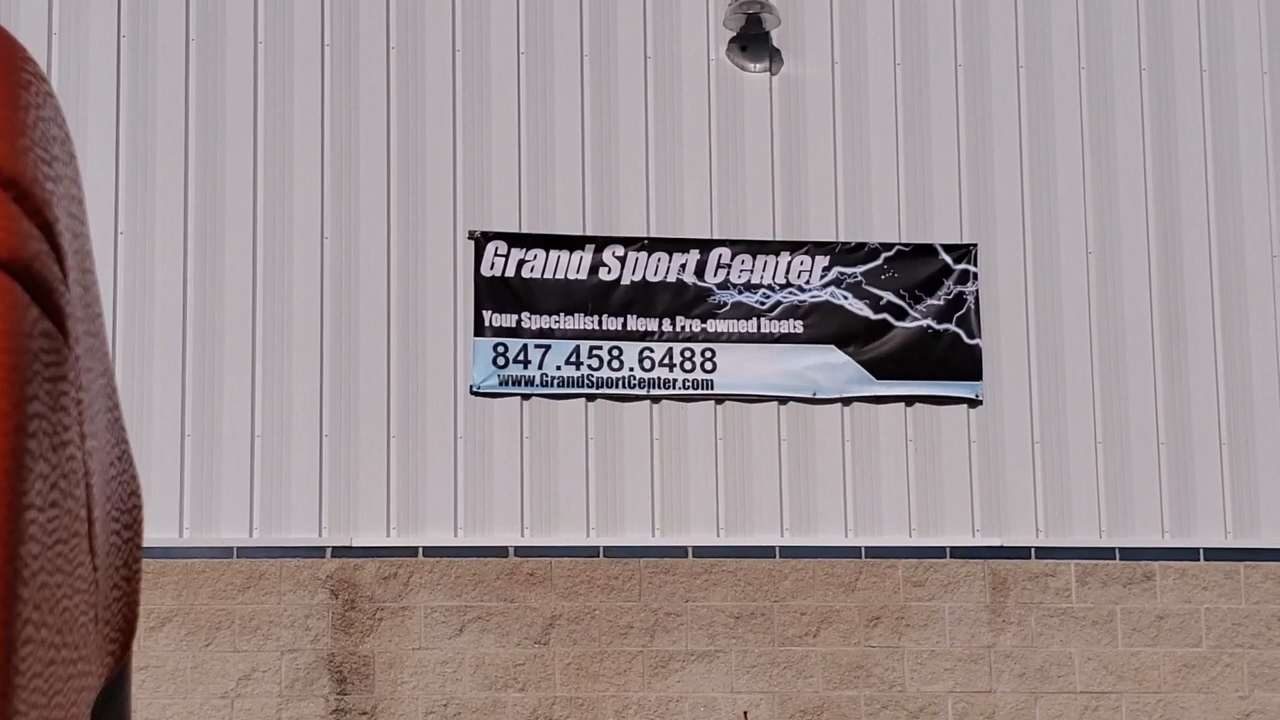 Grand Sport Center
Your Specialist for New & Pre-owned boats
847.458.6488
www.GrandSportCenter.com